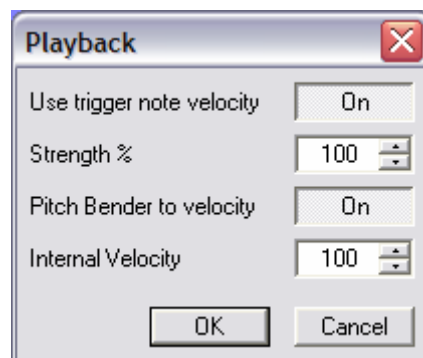 Playback
Use trigger note velocity On
Strength % 100
Pitch Bender to velocity On
Internal Velocity 100
OK Cancel